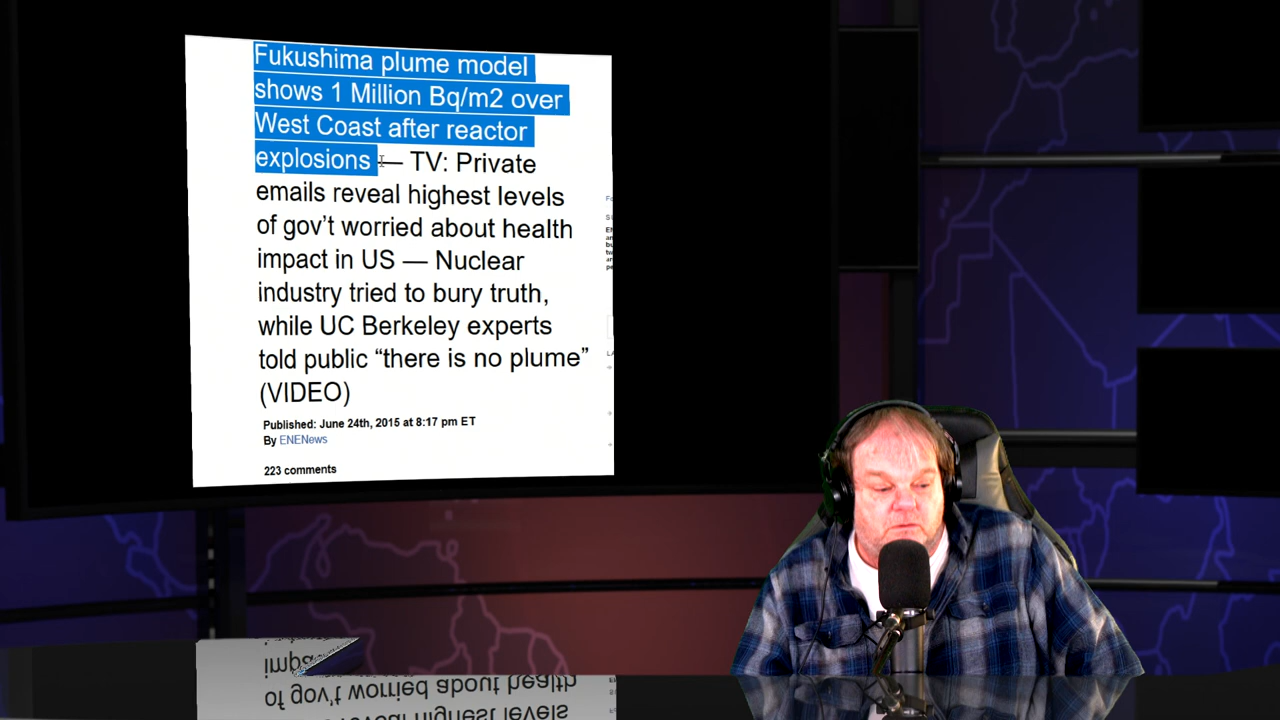 Fukushima plume model
shows 1 Million Bq/m2 over
West Coast after reactor
explosions — TV: Private
emails reveal highest levels
of gov’t worried about health
impact in US — Nuclear
industry tried to bury truth,
while UC Berkeley experts
told public “there is no plume”
(VIDEO)
Published: June 24th, 2015 at 8:17 pm ET
By ENENews
223 comments